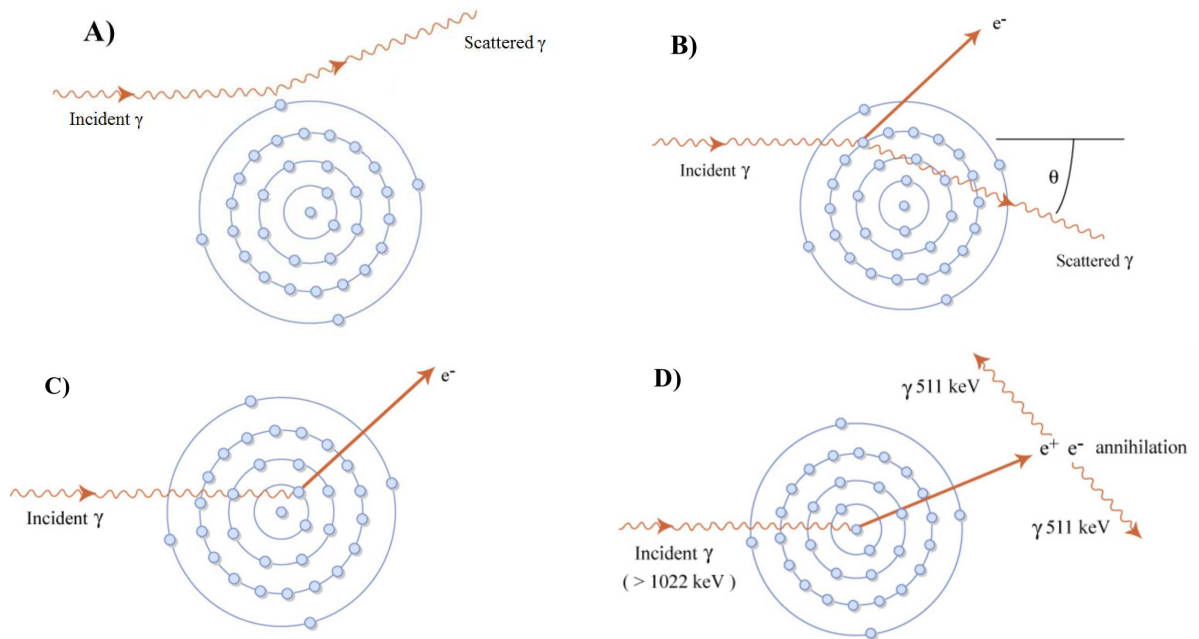 A)
Scattered γ
Incident γ
B)
e⁻
Incident γ
θ
Scattered γ
C)
e⁻
Incident γ
D)
γ 511 keV
e⁺ e⁻ annihilation
γ 511 keV
Incident γ
( > 1022 keV )